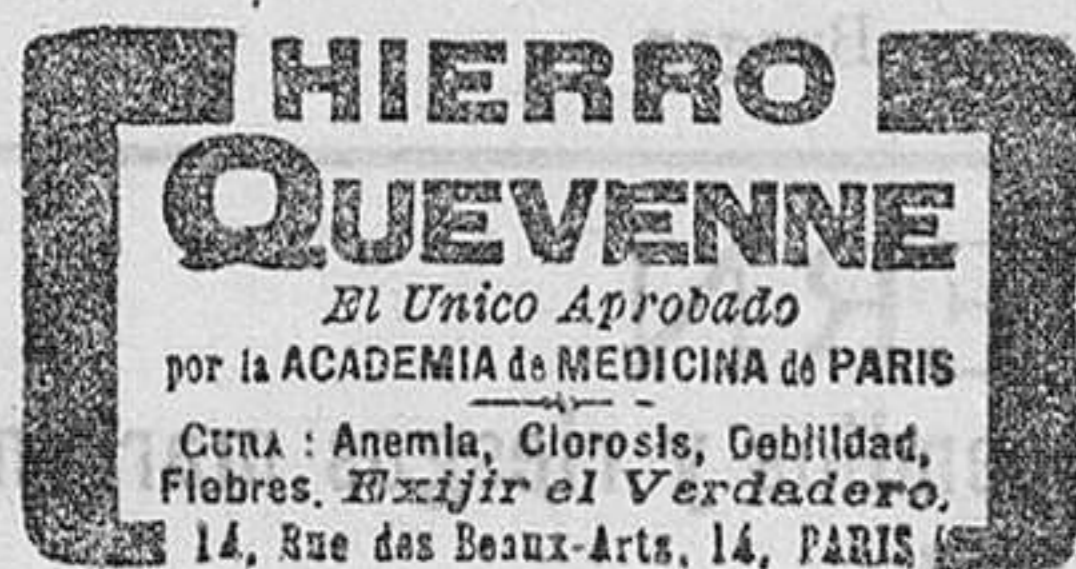 HIERRO
QUEVENNE
El Unico Aprobado
por la ACADEMIA de MEDICINA de PARIS
CURA : Anemia, Clorosis, Debilidad,
Fiebres. Exijir el Verdadero.
14, Rue des Beaux-Arts, 14, PARIS